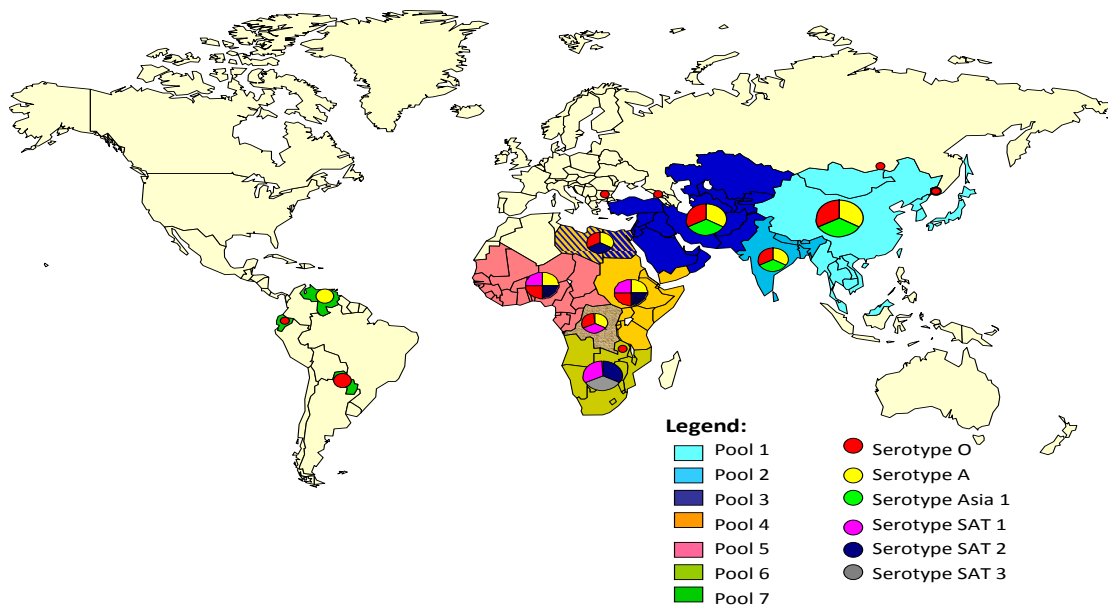 Legend:
Pool 1
Pool 2
Pool 3
Pool 4
Pool 5
Pool 6
Pool 7
Serotype O
Serotype A
Serotype Asia 1
Serotype SAT 1
Serotype SAT 2
Serotype SAT 3